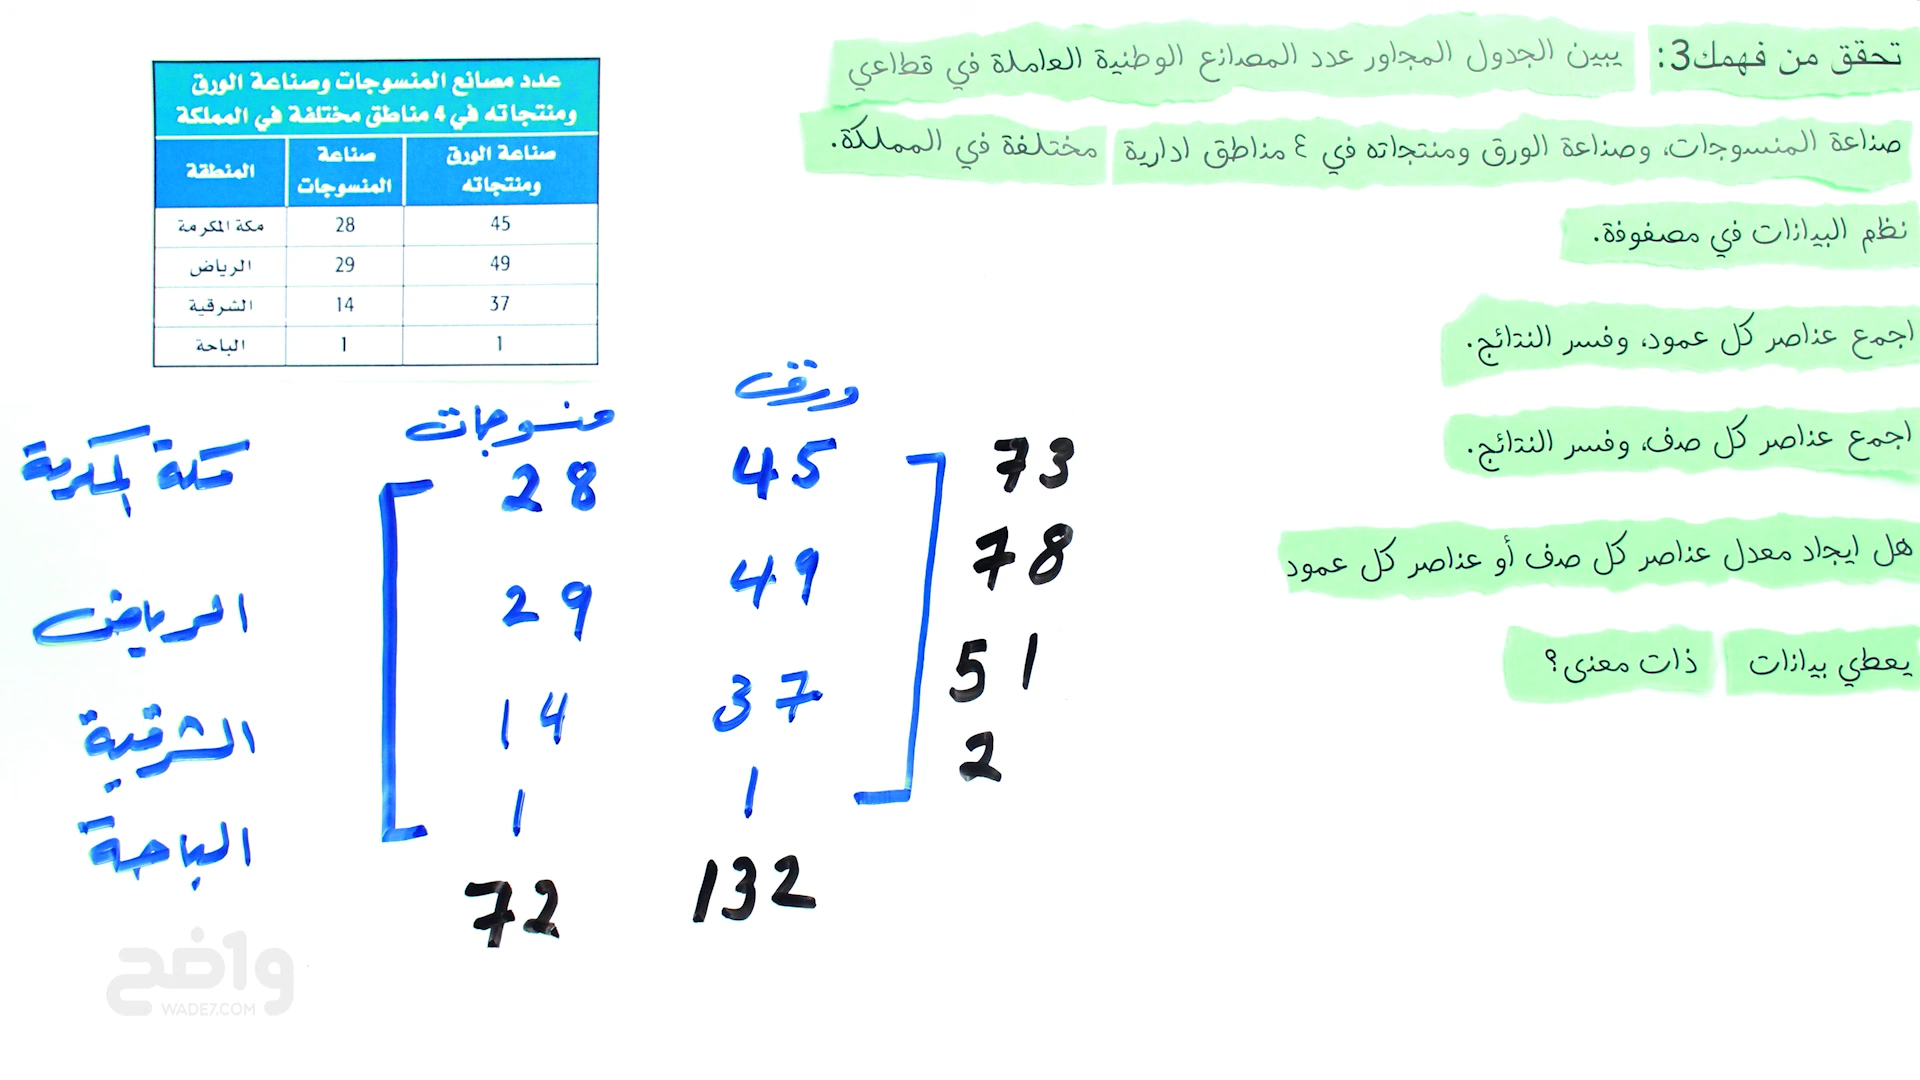 تحقق من فهمك3: يبين الجدول المجاور عدد المصانع الوطنية العاملة في قطاعي
صناعة المنسوجات، وصناعة الورق ومنتجاته في ٤ مناطق ادارية مختلفة في المملكة.
نظم البيانات في مصفوفة.
اجمع عناصر كل عمود، وفسر النتائج.
اجمع عناصر كل صف، وفسر النتائج.
هل ايجاد معدل عناصر كل صف أو عناصر كل عمود
يعطي بيانات ذات معنى؟
عدد مصانع المنسوجات وصناعة الورق
ومنتجاته في 4 مناطق مختلفة في المملكة
المنطقة صناعة المنسوجات صناعة الورق ومنتجاته
مكة المكرمة 28 45
الرياض 29 49
الشرقية 14 37
الباحة 1 1
منسوجات ورق
مكة المكرمة 28 45 73
الرياض 29 49 78
الشرقية 14 37 51
الباحة 1 1 2
72 132
واضح
WADE7.COM